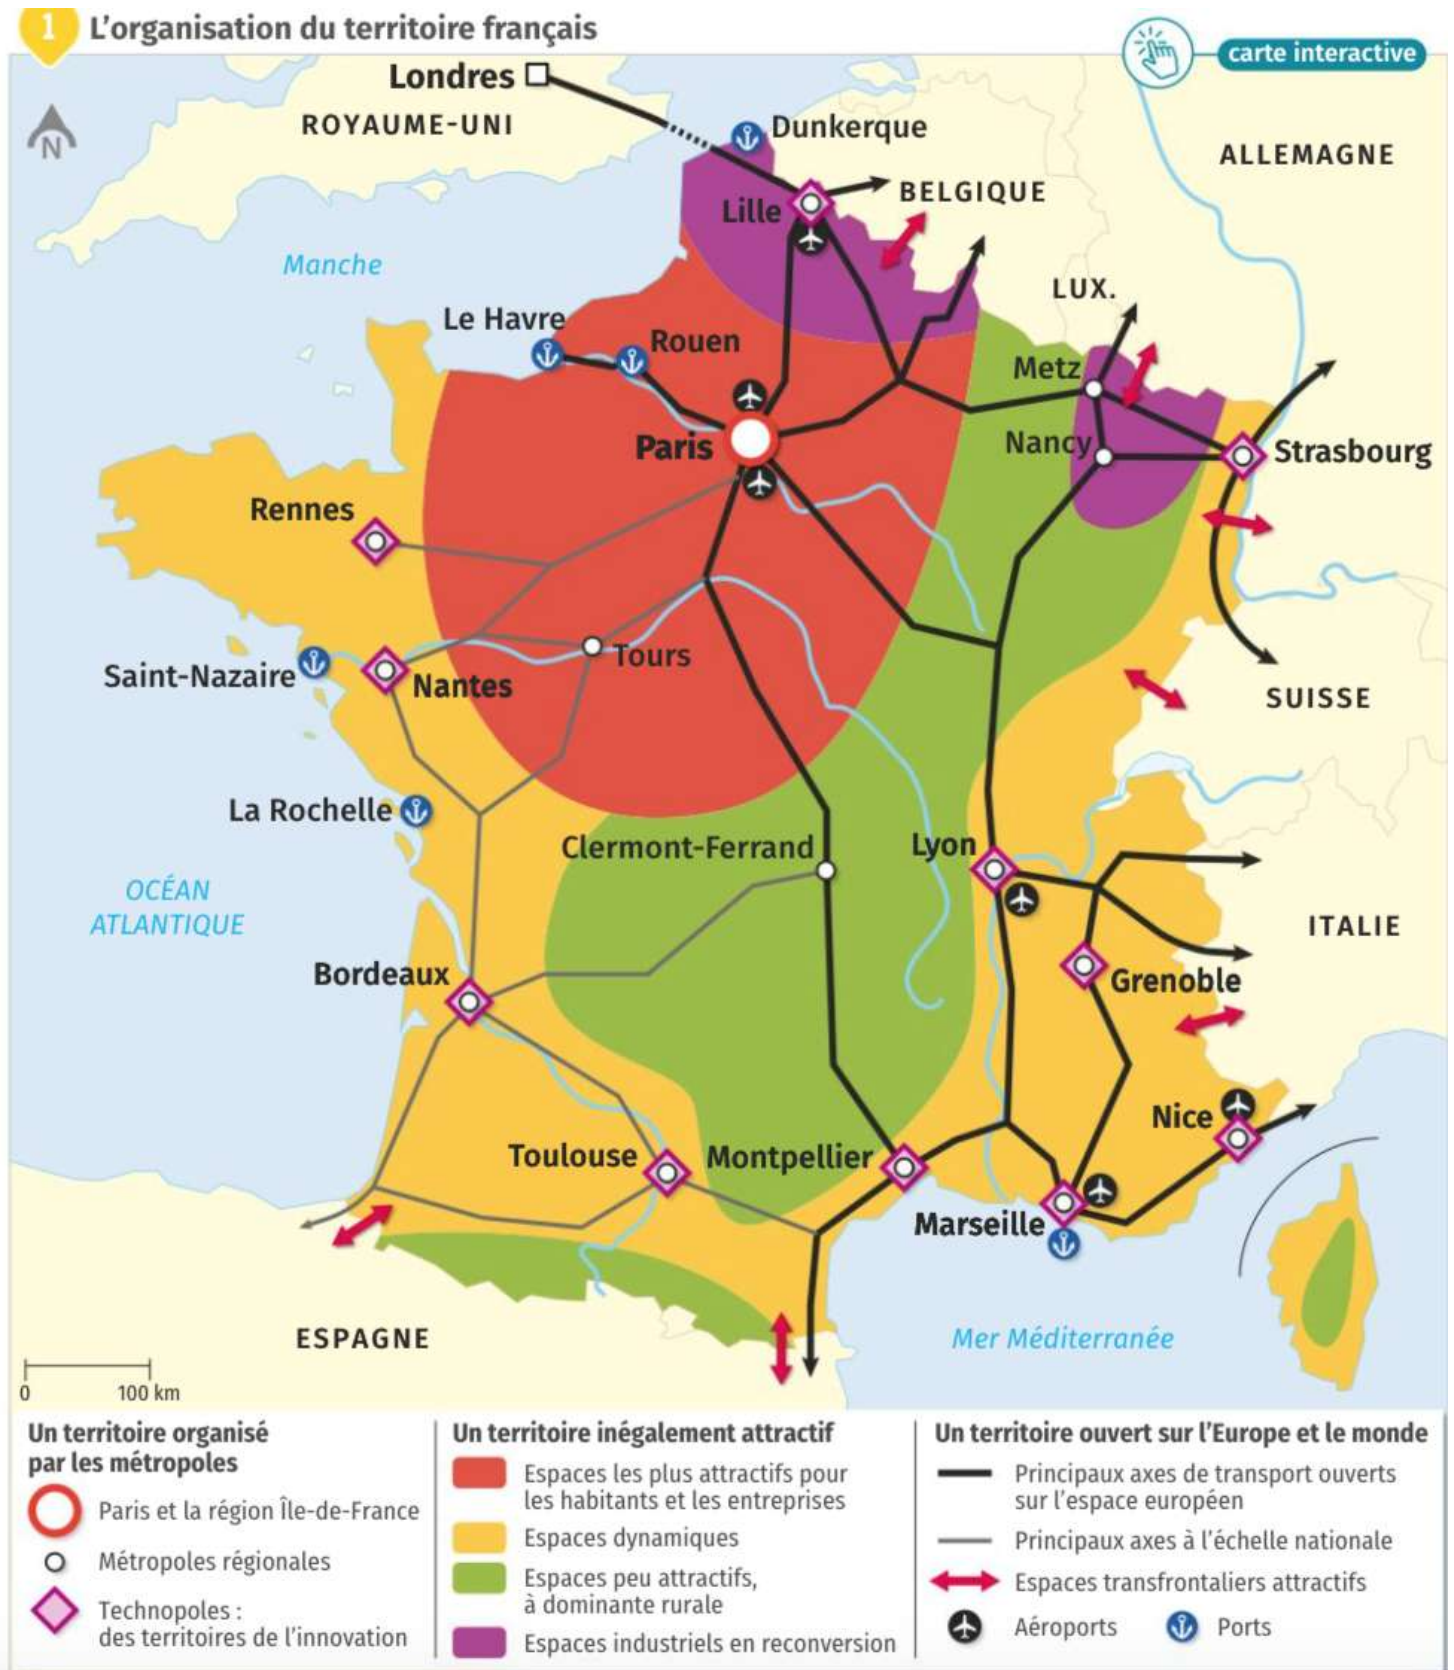 1
L'organisation du territoire français
carte interactive
Londres
ROYAUME-UNI
N
Dunkerque
ALLEMAGNE
BELGIQUE
Lille
Manche
LUX.
Le Havre
Rouen
Metz
Paris
Nancy
Strasbourg
Rennes
Tours
Saint-Nazaire
Nantes
SUISSE
La Rochelle
Clermont-Ferrand
Lyon
OCÉAN
ATLANTIQUE
ITALIE
Bordeaux
Grenoble
Nice
Toulouse
Montpellier
Marseille
ESPAGNE
Mer Méditerranée
0 100 km
Un territoire organisé
par les métropoles
Paris et la région Île-de-France
Métropoles régionales
Technopoles :
des territoires de l'innovation
Un territoire inégalement attractif
Espaces les plus attractifs pour
les habitants et les entreprises
Espaces dynamiques
Espaces peu attractifs,
à dominante rurale
Espaces industriels en reconversion
Un territoire ouvert sur l'Europe et le monde
Principaux axes de transport ouverts
sur l'espace européen
Principaux axes à l'échelle nationale
Espaces transfrontaliers attractifs
Aéroports
Ports